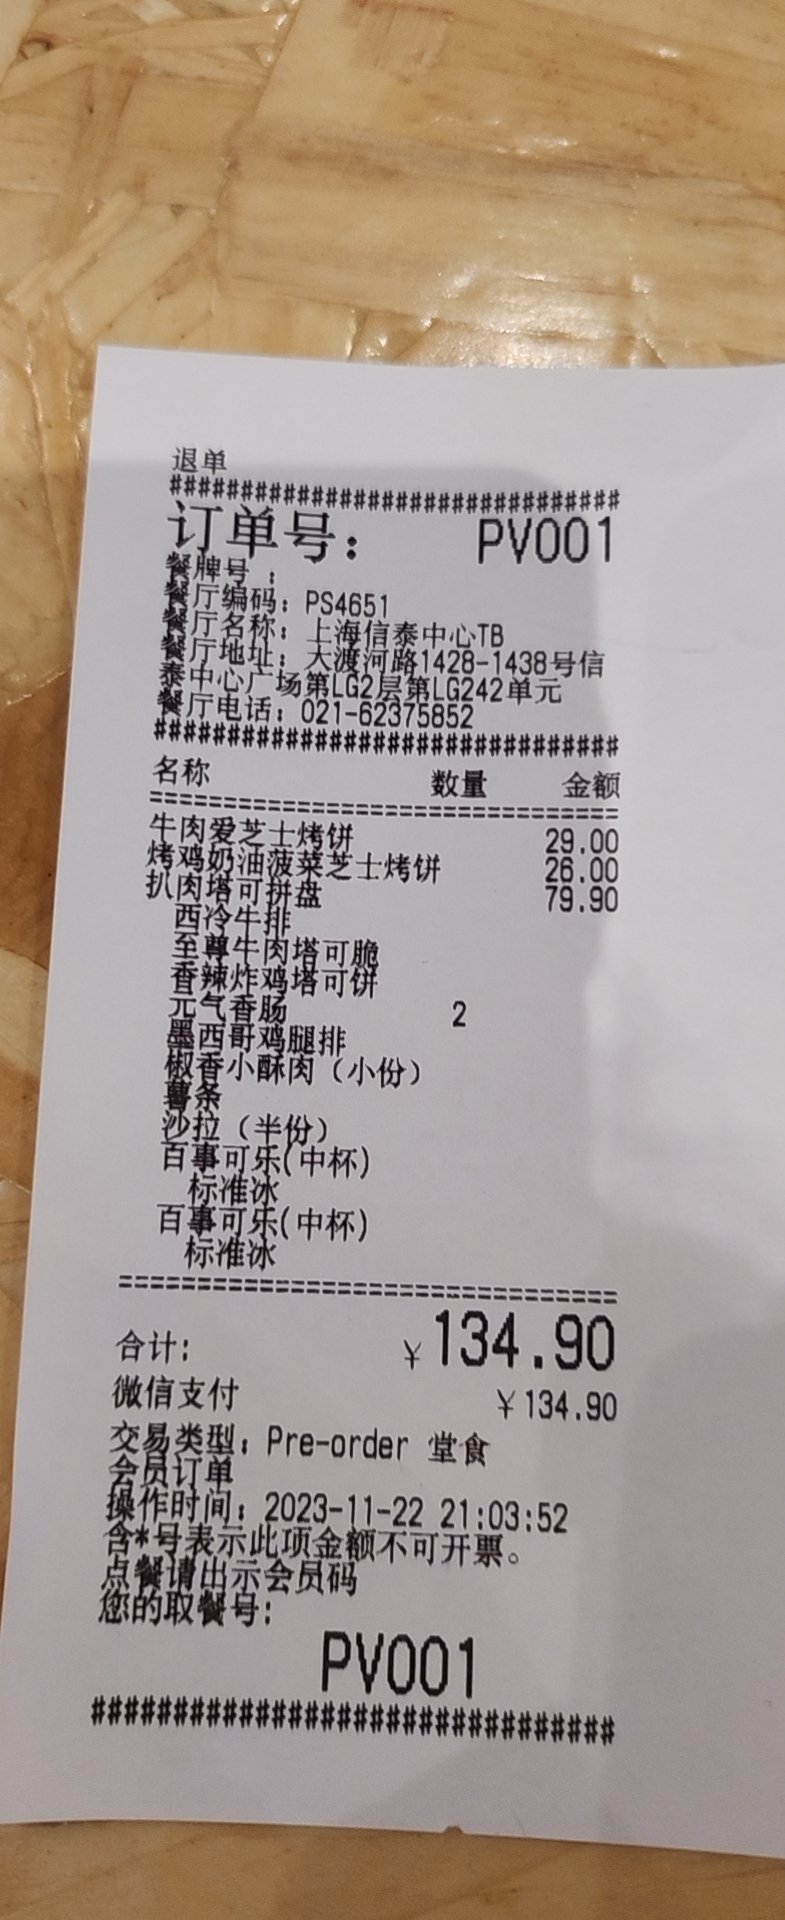 退单
################################
订单号： PV001
餐牌号 ：
餐厅编码：PS4651
餐厅名称：上海信泰中心TB
餐厅地址：大渡河路1428-1438号信
泰中心广场第LG2层第LG242单元
餐厅电话：021-62375852
################################
名称 数量 金额
================================
牛肉爱芝士烤饼 29.00
烤鸡奶油菠菜芝士烤饼 26.00
扒肉塔可拼盘 79.90
西冷牛排
至尊牛肉塔可脆
香辣炸鸡塔可饼
元气香肠 2
墨西哥鸡腿排
椒香小酥肉（小份）
薯条
沙拉（半份）
百事可乐(中杯)
标准冰
百事可乐(中杯)
标准冰
================================
合计: ￥134.90
微信支付 ￥134.90
交易类型：Pre-order 堂食
会员订单
操作时间：2023-11-22 21:03:52
含*号表示此项金额不可开票。
点餐请出示会员码
您的取餐号:
PV001
################################